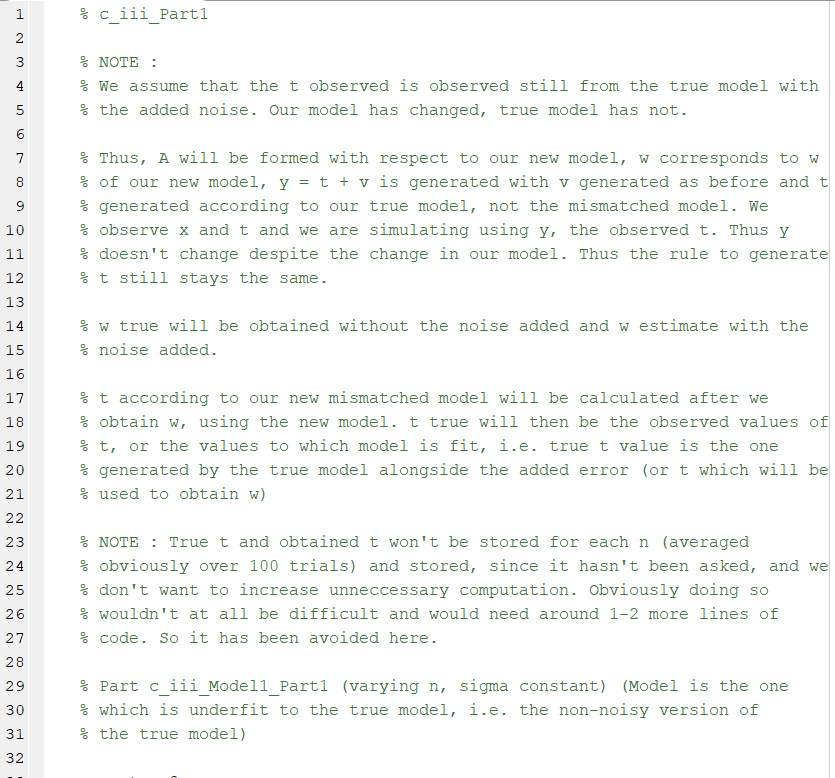 1 % c_iii_Part1
2
3 % NOTE :
4 % We assume that the t observed is observed still from the true model with
5 % the added noise. Our model has changed, true model has not.
6
7 % Thus, A will be formed with respect to our new model, w corresponds to w
8 % of our new model, y = t + v is generated with v generated as before and t
9 % generated according to our true model, not the mismatched model. We
10 % observe x and t and we are simulating using y, the observed t. Thus y
11 % doesn't change despite the change in our model. Thus the rule to generate
12 % t still stays the same.
13
14 % w true will be obtained without the noise added and w estimate with the
15 % noise added.
16
17 % t according to our new mismatched model will be calculated after we
18 % obtain w, using the new model. t true will then be the observed values of
19 % t, or the values to which model is fit, i.e. true t value is the one
20 % generated by the true model alongside the added error (or t which will be
21 % used to obtain w)
22
23 % NOTE : True t and obtained t won't be stored for each n (averaged
24 % obviously over 100 trials) and stored, since it hasn't been asked, and we
25 % don't want to increase unneccessary computation. Obviously doing so
26 % wouldn't at all be difficult and would need around 1-2 more lines of
27 % code. So it has been avoided here.
28
29 % Part c_iii_Model1_Part1 (varying n, sigma constant) (Model is the one
30 % which is underfit to the true model, i.e. the non-noisy version of
31 % the true model)
32